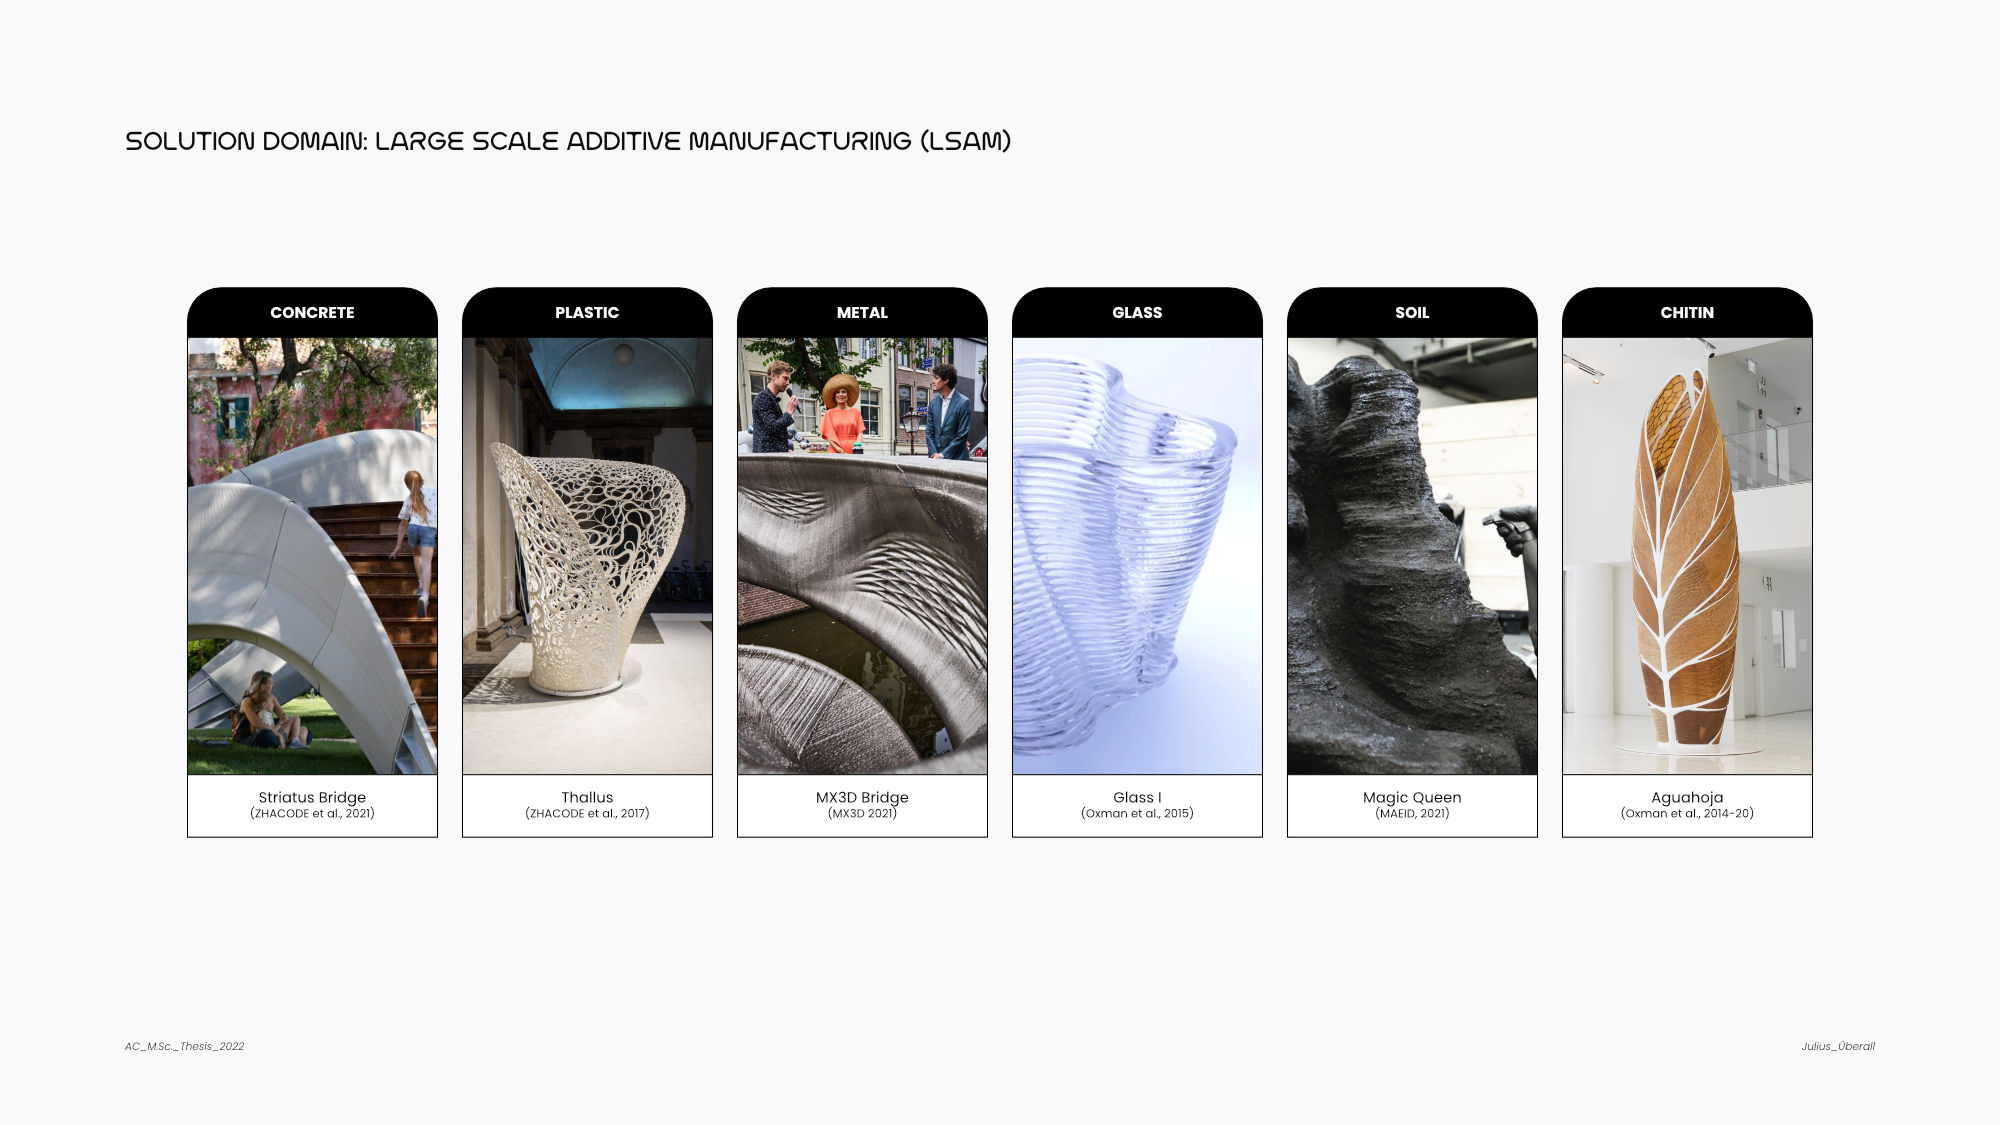 SOLUTION DOMAIN: LARGE SCALE ADDITIVE MANUFACTURING (LSAM)
CONCRETE
Striatus Bridge
(ZHACODE et al., 2021)
PLASTIC
Thallus
(ZHACODE et al., 2017)
METAL
MX3D Bridge
(MX3D 2021)
GLASS
Glass I
(Oxman et al., 2015)
SOIL
Magic Queen
(MAEID, 2021)
CHITIN
Aguahoja
(Oxman et al., 2014-20)
AC_M.Sc._Thesis_2022
Julius_Überall